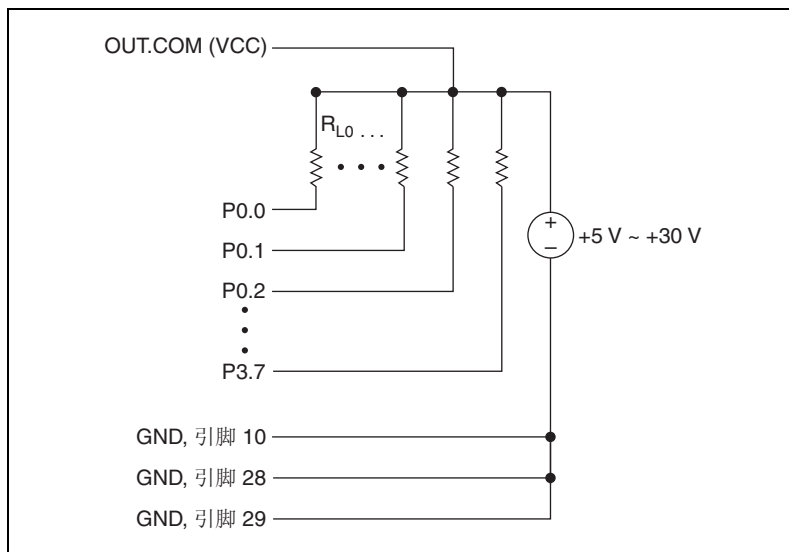 OUT.COM (VCC)
RL0 . . .
P0.0
P0.1
+5 V ~ +30 V
P0.2
P3.7
GND, 引脚 10
GND, 引脚 28
GND, 引脚 29